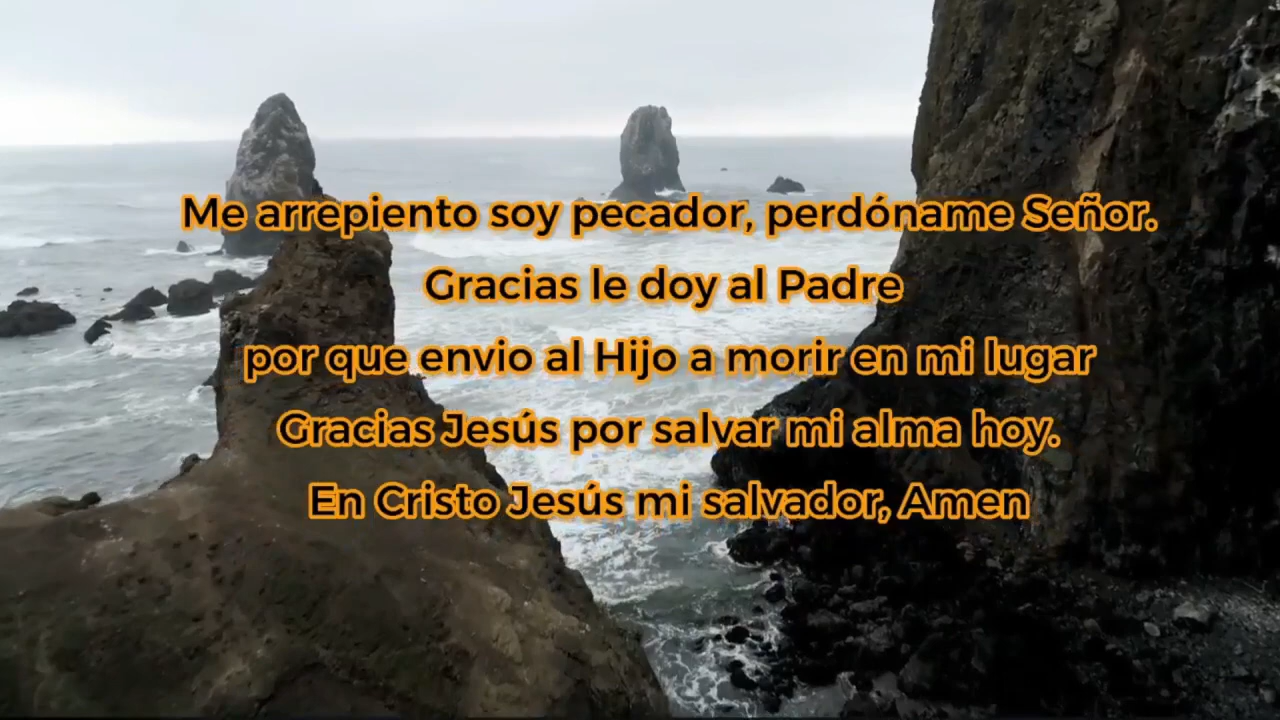 Me arrepiento soy pecador, perdóname Señor.
Gracias le doy al Padre
por que envio al Hijo a morir en mi lugar
Gracias Jesús por salvar mi alma hoy.
En Cristo Jesús mi salvador, Amen